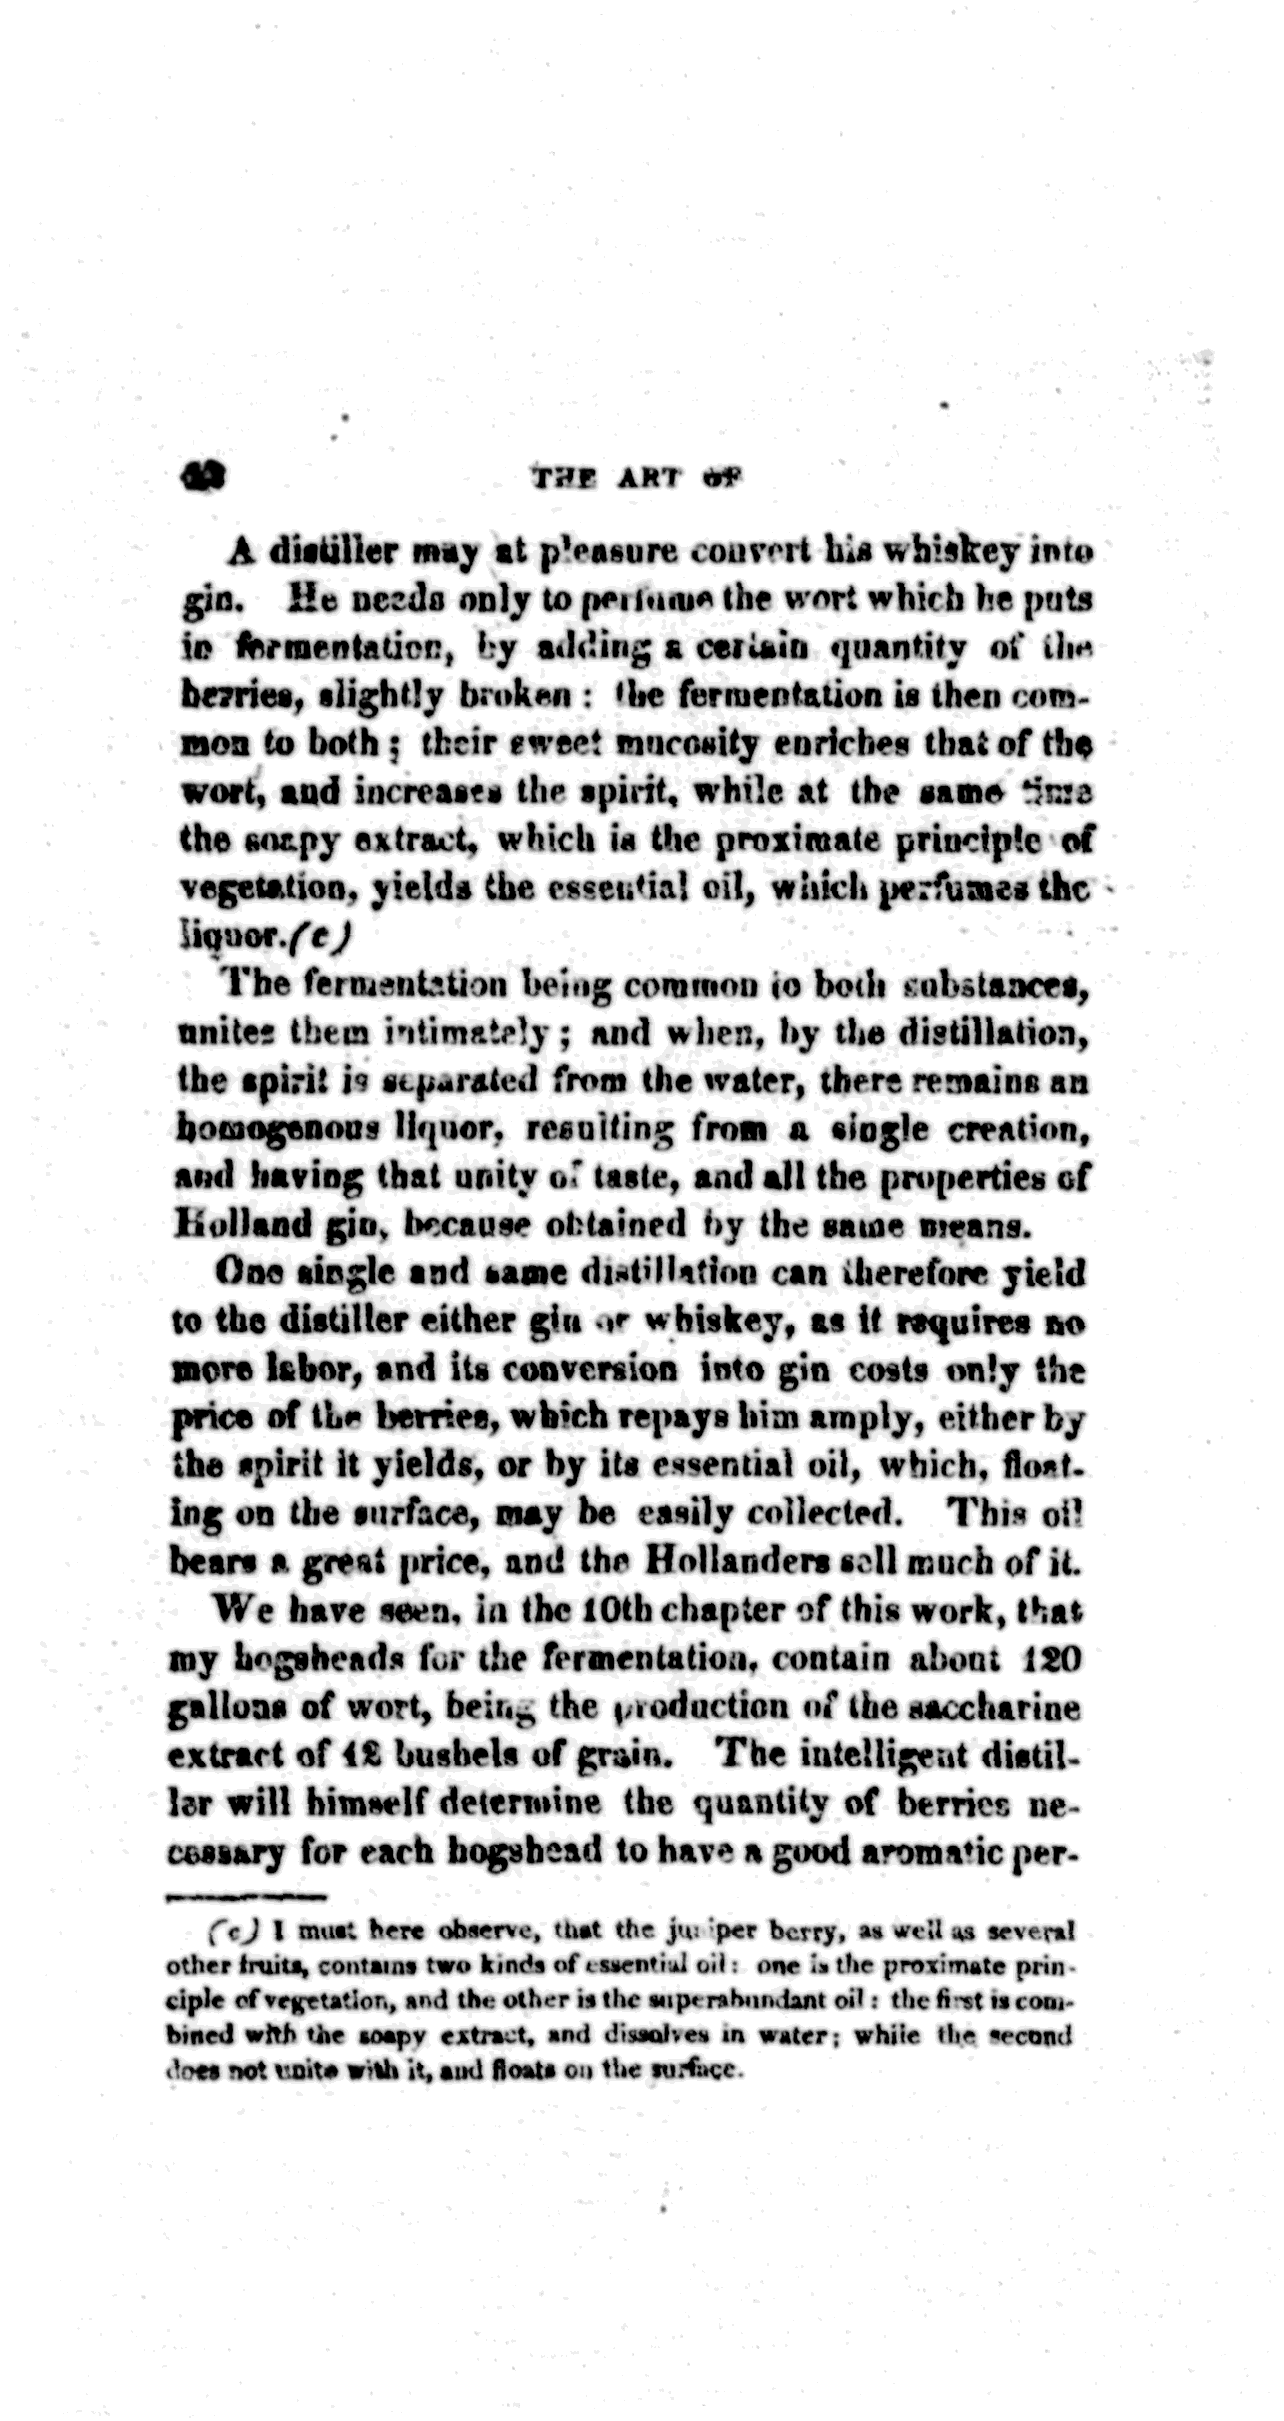 THE ART OF
A distiller may at pleasure convert his whiskey into
gin. He needs only to perfume the wort which he puts
in fermentation, by adding a certain quantity of the
berries, slightly broken : the fermentation is then com-
mon to both ; their sweet mucosity enriches that of the
wort, and increases the spirit, while at the same time
the soapy extract, which is the proximate principle of
vegetation, yields the essential oil, which perfumes the
liquor.(c)
The fermentation being common to both substances,
unites them intimately ; and when, by the distillation,
the spirit is separated from the water, there remains an
homogenous liquor, resulting from a single creation,
and having that unity of taste, and all the properties of
Holland gin, because obtained by the same means.
One single and same distillation can therefore yield
to the distiller either gin or whiskey, as it requires no
more labor, and its conversion into gin costs only the
price of the berries, which repays him amply, either by
the spirit it yields, or by its essential oil, which, float-
ing on the surface, may be easily collected. This oil
bears a great price, and the Hollanders sell much of it.
We have seen, in the 10th chapter of this work, that
my hogsheads for the fermentation, contain about 120
gallons of wort, being the production of the saccharine
extract of 12 bushels of grain. The intelligent distil-
ler will himself determine the quantity of berries ne-
cessary for each hogshead to have a good aromatic per-
(c) I must here observe, that the juniper berry, as well as several
other fruits, contains two kinds of essential oil : one is the proximate prin-
ciple of vegetation, and the other is the superabundant oil : the first is com-
bined with the soapy extract, and dissolves in water ; while the second
does not unite with it, and floats on the surface.